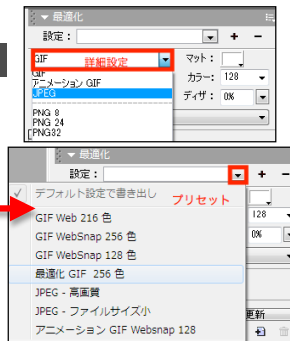 最適化
設定：
GIF
詳細設定
マット：
GIF
アニメーション GIF
JPEG
カラー： 128
ディザ： 0%
PNG 8
PNG 24
PNG32
最適化
設定：
デフォルト設定で書き出し
プリセット
GIF Web 216 色
128
GIF WebSnap 256 色
0%
GIF WebSnap 128 色
最適化 GIF 256 色
JPEG - 高画質
JPEG - ファイルサイズ小
更新
アニメーション GIF Websnap 128